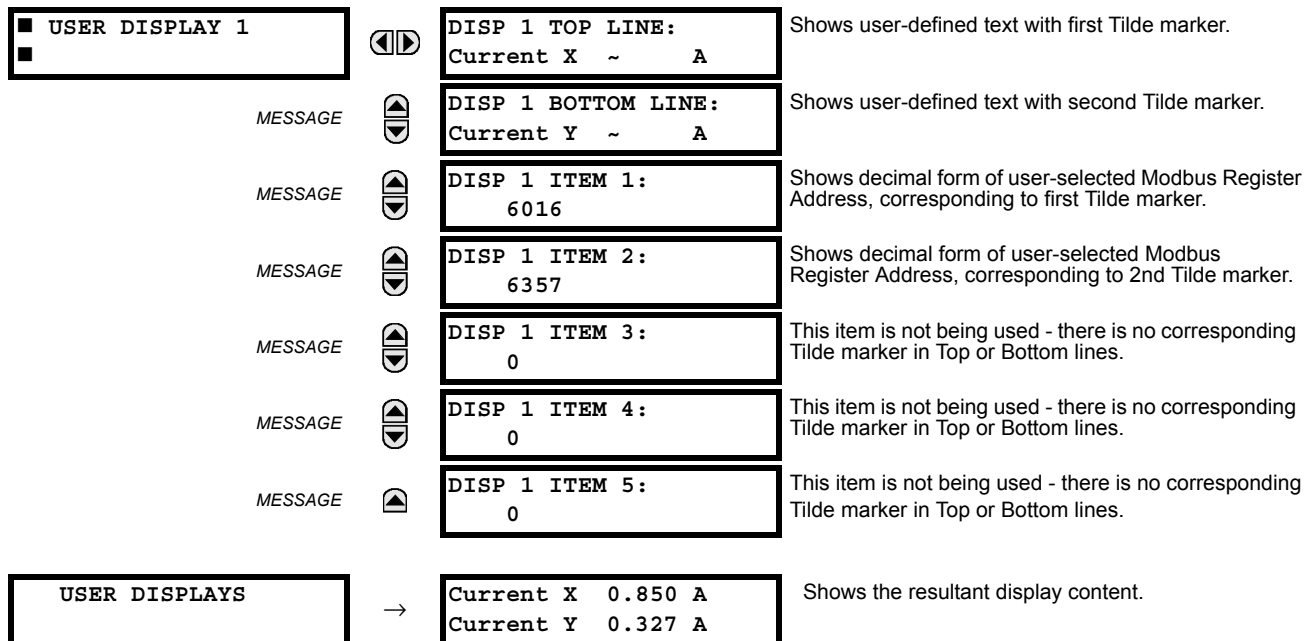 ■ USER DISPLAY 1
■
DISP 1 TOP LINE:
Current X ~ A
Shows user-defined text with first Tilde marker.
MESSAGE
DISP 1 BOTTOM LINE:
Current Y ~ A
Shows user-defined text with second Tilde marker.
MESSAGE
DISP 1 ITEM 1:
6016
Shows decimal form of user-selected Modbus Register
Address, corresponding to first Tilde marker.
MESSAGE
DISP 1 ITEM 2:
6357
Shows decimal form of user-selected Modbus
Register Address, corresponding to 2nd Tilde marker.
MESSAGE
DISP 1 ITEM 3:
0
This item is not being used - there is no corresponding
Tilde marker in Top or Bottom lines.
MESSAGE
DISP 1 ITEM 4:
0
This item is not being used - there is no corresponding
Tilde marker in Top or Bottom lines.
MESSAGE
DISP 1 ITEM 5:
0
This item is not being used - there is no corresponding
Tilde marker in Top or Bottom lines.
USER DISPLAYS
→
Current X 0.850 A
Current Y 0.327 A
Shows the resultant display content.